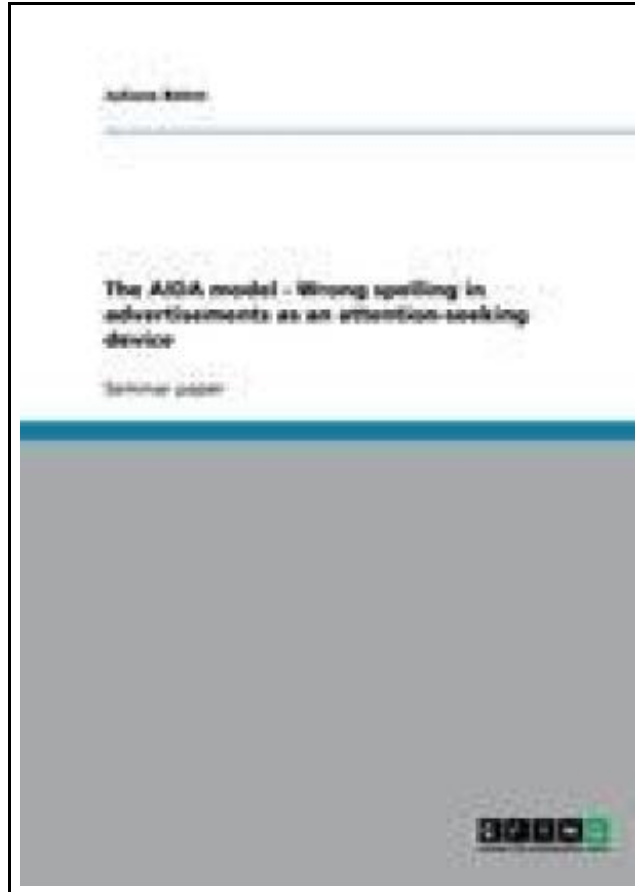 The AIDA model - Wrong spelling in
advertisements as an attention-seeking
device
Seminar paper